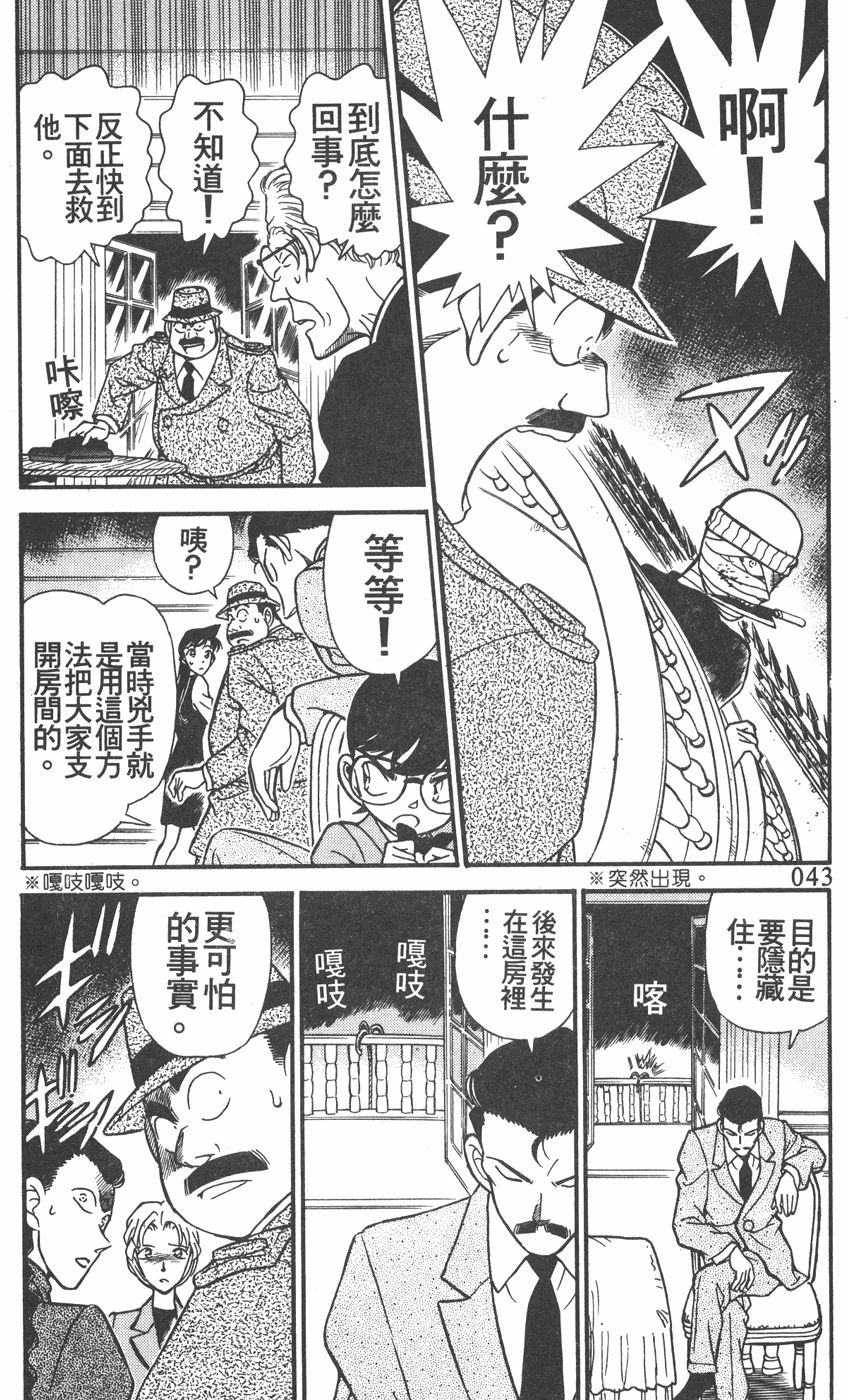 啊！
什麼？
ヌッ
到底怎麼
回事？
不知道！
反正快到
下面去救
他。
咔嚓
等等！
咦？
當時兇手就
是用這個方
法把大家支
開房間的。
※突然出現。
043
※嘎吱嘎吱。
目的是
要隱藏
住……
喀
後來發生
在這房裡
……
嘎吱
嘎吱
更可怕
的事實。